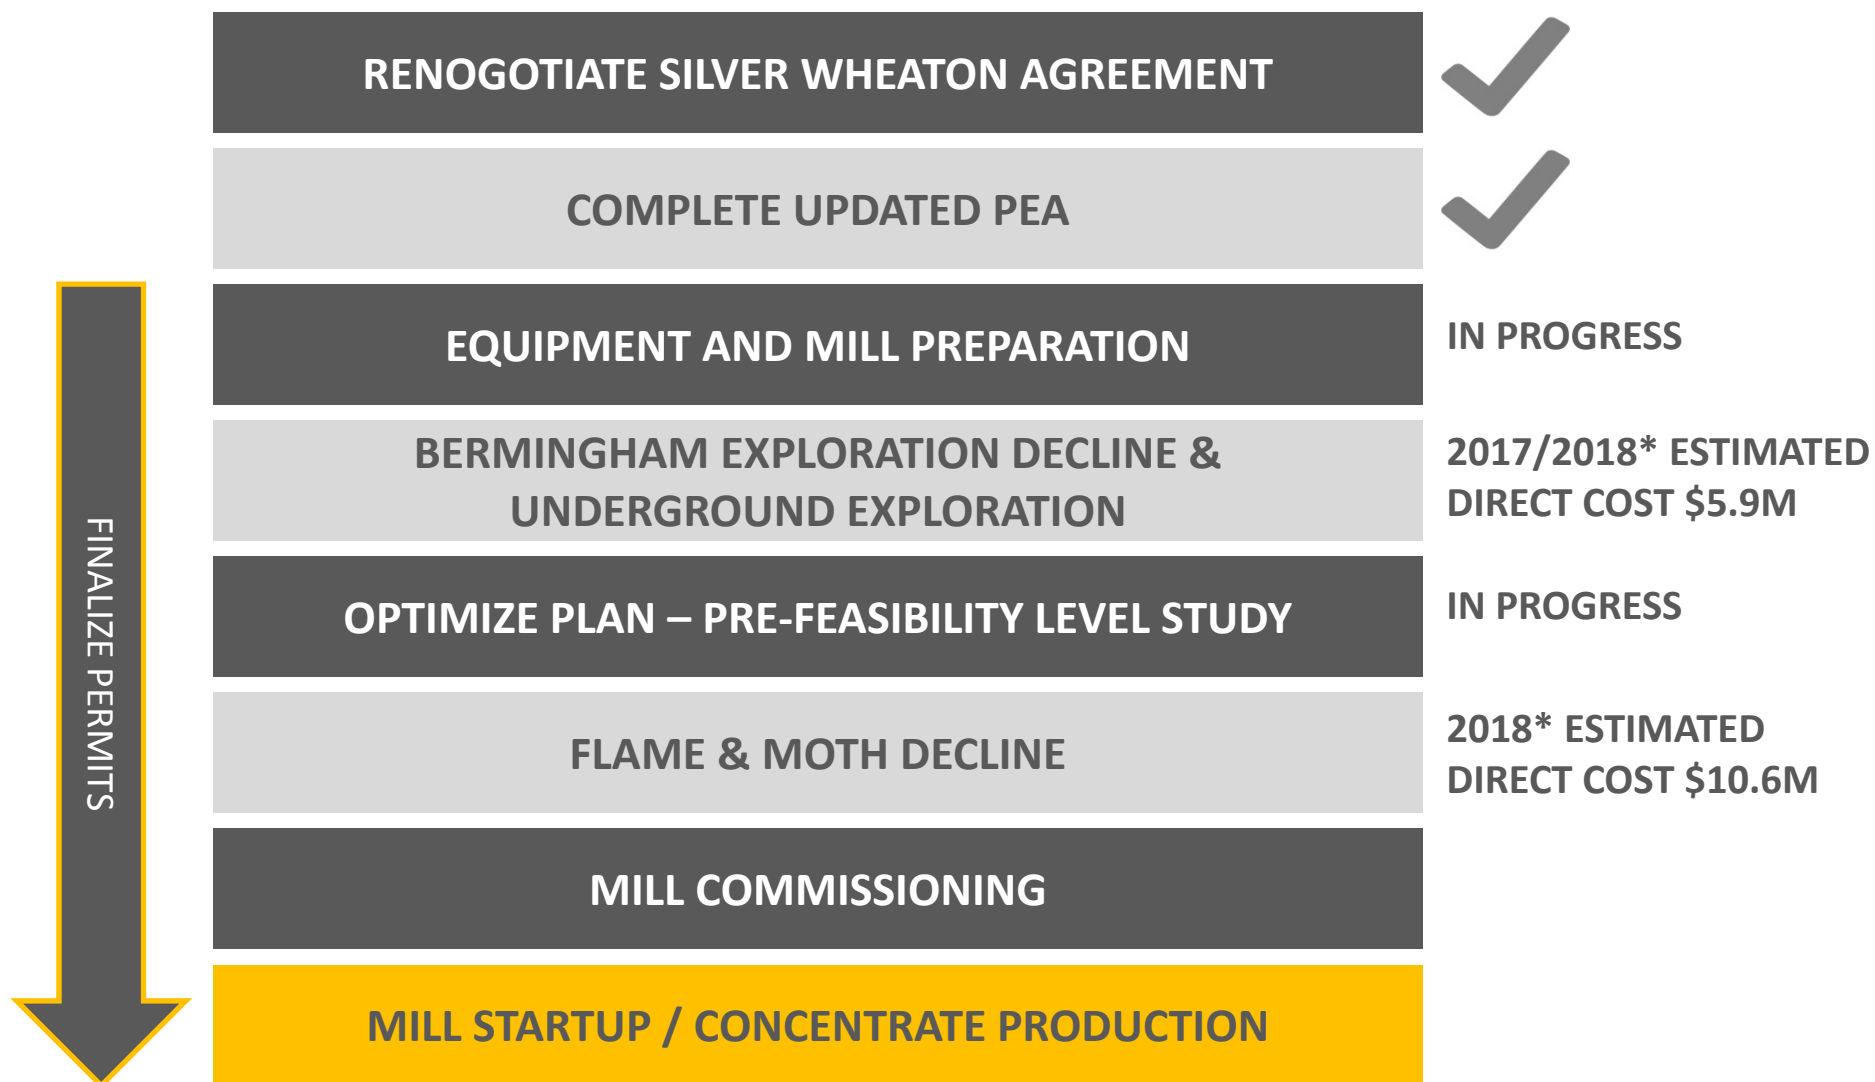 RENOGOTIATE SILVER WHEATON AGREEMENT
COMPLETE UPDATED PEA
EQUIPMENT AND MILL PREPARATION
IN PROGRESS
BERMINGHAM EXPLORATION DECLINE &
UNDERGROUND EXPLORATION
2017/2018* ESTIMATED
DIRECT COST $5.9M
OPTIMIZE PLAN – PRE-FEASIBILITY LEVEL STUDY
IN PROGRESS
FLAME & MOTH DECLINE
2018* ESTIMATED
DIRECT COST $10.6M
MILL COMMISSIONING
MILL STARTUP / CONCENTRATE PRODUCTION
FINALIZE PERMITS